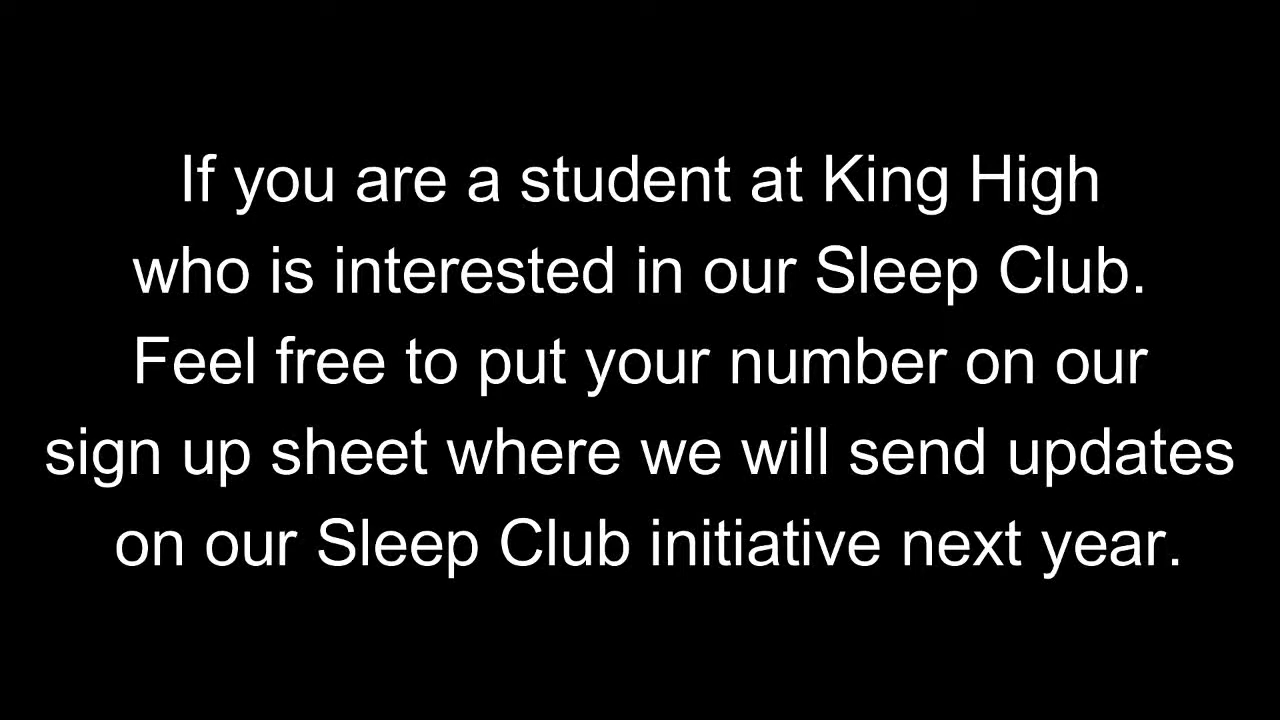 If you are a student at King High
who is interested in our Sleep Club.
Feel free to put your number on our
sign up sheet where we will send updates
on our Sleep Club initiative next year.